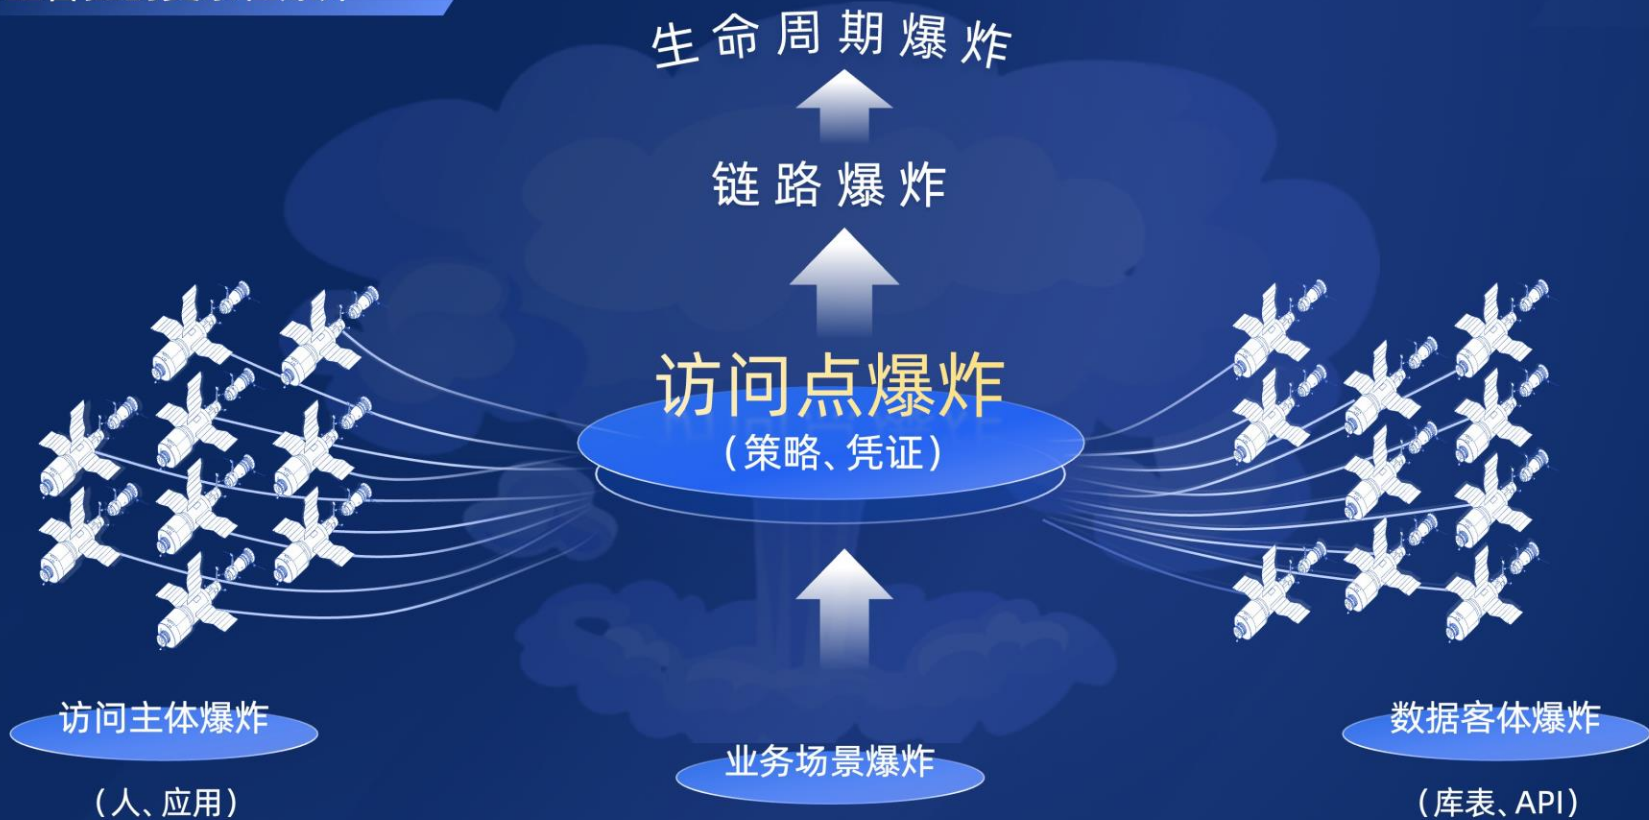 生命周期爆炸
链路爆炸
访问点爆炸
（策略、凭证）
访问主体爆炸
（人、应用）
业务场景爆炸
数据客体爆炸
（库表、API）